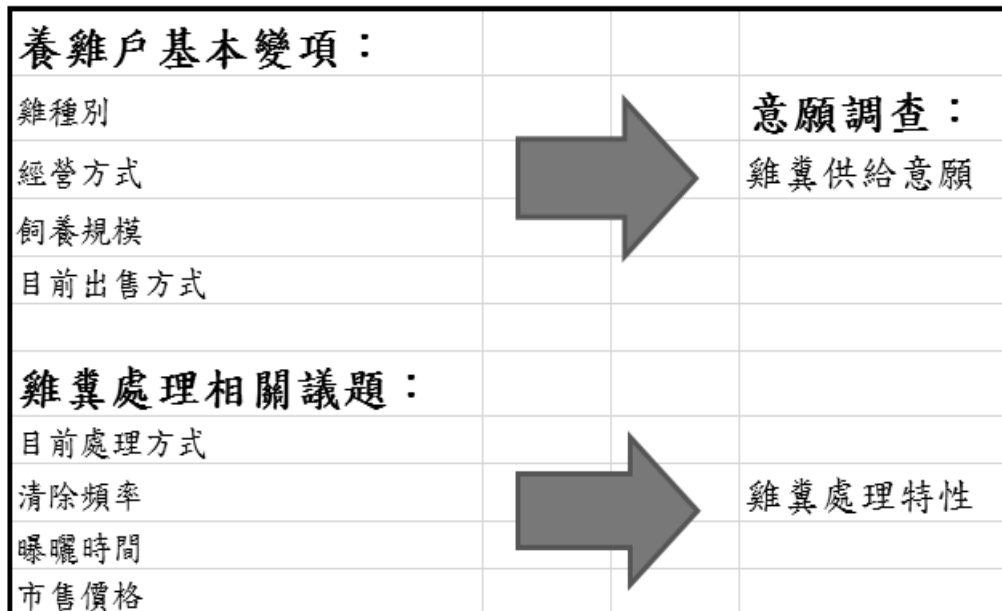 養雞戶基本變項：
雞種別
意願調查：
經營方式
雞糞供給意願
飼養規模
目前出售方式
雞糞處理相關議題：
目前處理方式
清除頻率
雞糞處理特性
曝曬時間
市售價格